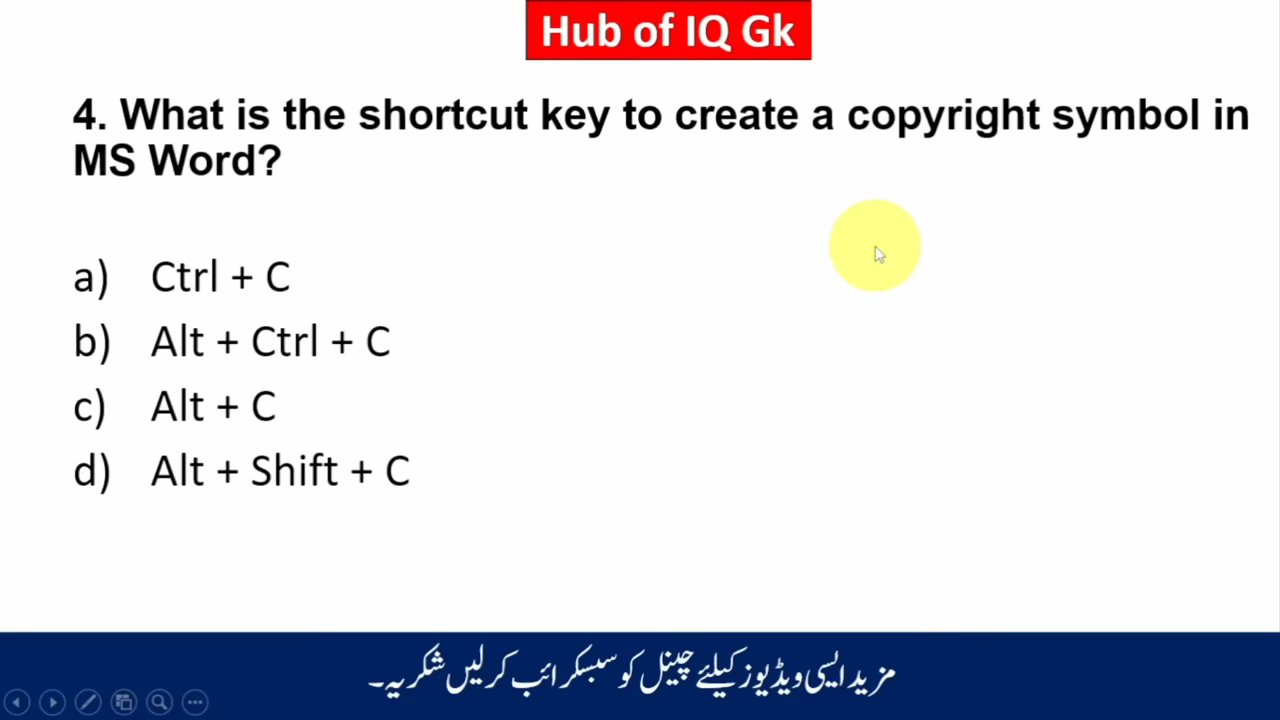 Hub of IQ Gk
4. What is the shortcut key to create a copyright symbol in
MS Word?
a) Ctrl + C
b) Alt + Ctrl + C
c) Alt + C
d) Alt + Shift + C
مزید ایسی ویڈیوز کیلئے چینل کو سبسکرائب کر لیں شکریہ۔